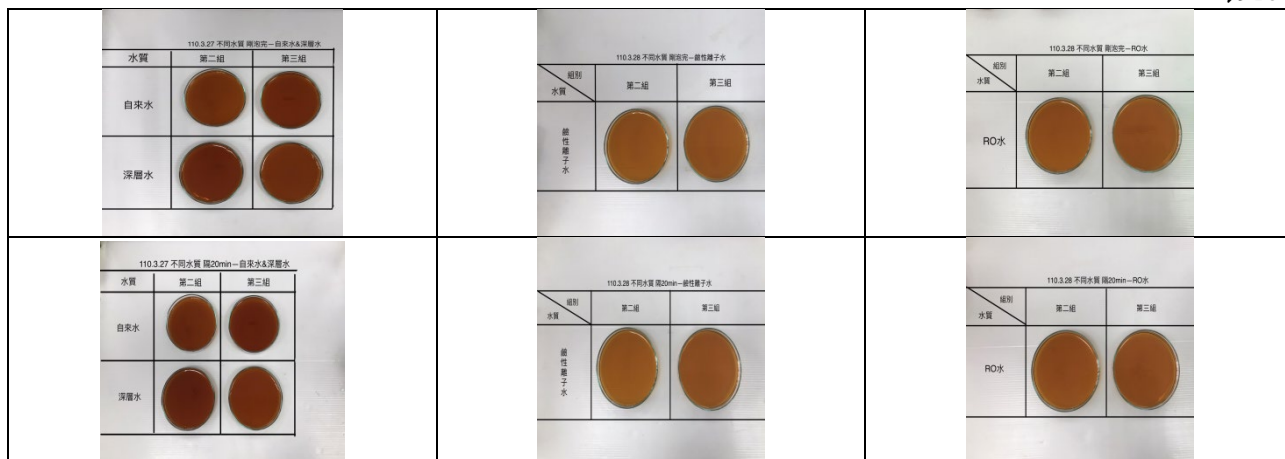 110.3.27 不同水質 剛泡完－自來水&深層水
水質 第二組 第三組
自來水
深層水
110.3.28 不同水質 剛泡完－鹼性離子水
組別
水質
第二組 第三組
鹼性離子水
110.3.28 不同水質 剛泡完－RO水
組別
水質
第二組 第三組
RO水
110.3.27 不同水質 隔20min－自來水&深層水
水質 第二組 第三組
自來水
深層水
110.3.28 不同水質 隔20min－鹼性離子水
組別
水質
第二組 第三組
鹼性離子水
110.3.28 不同水質 隔20min－RO水
組別
水質
第二組 第三組
RO水